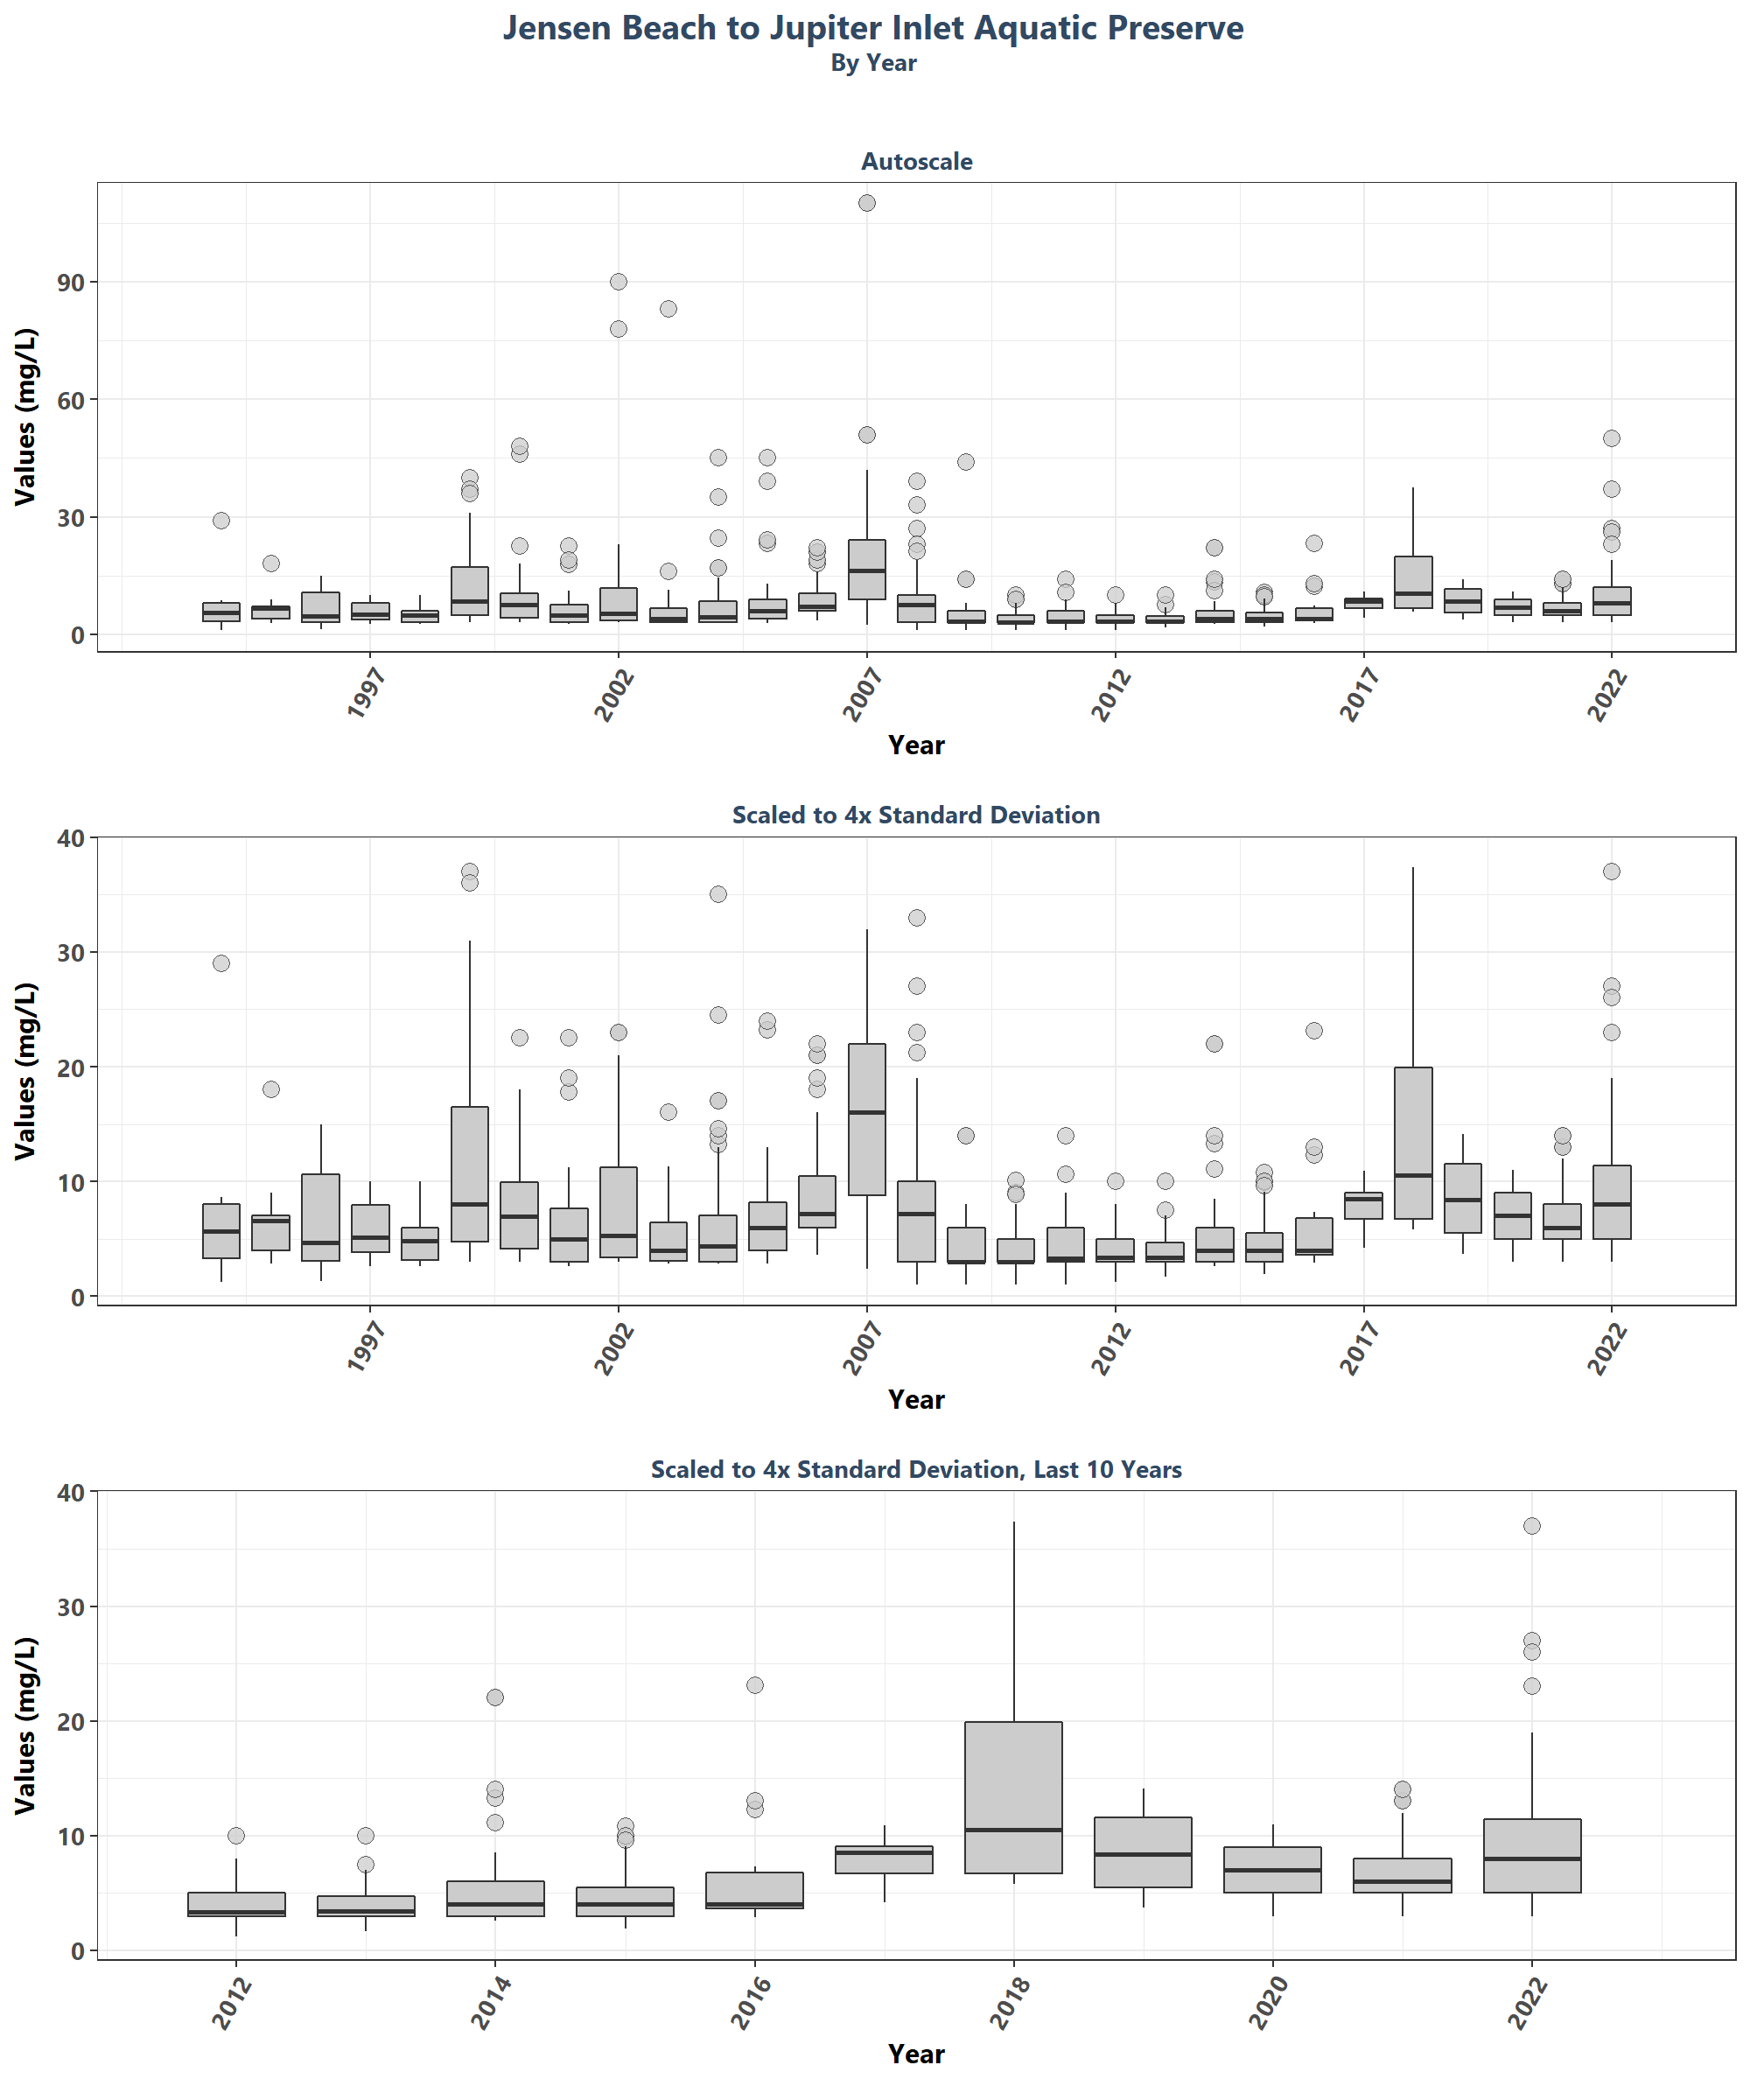 Jensen Beach to Jupiter Inlet Aquatic Preserve
By Year
Autoscale
Values (mg/L)
90
60
30
0
1997
2002
2007
2012
2017
2022
Year
Scaled to 4x Standard Deviation
Values (mg/L)
40
30
20
10
0
1997
2002
2007
2012
2017
2022
Year
Scaled to 4x Standard Deviation, Last 10 Years
Values (mg/L)
40
30
20
10
0
2012
2014
2016
2018
2020
2022
Year